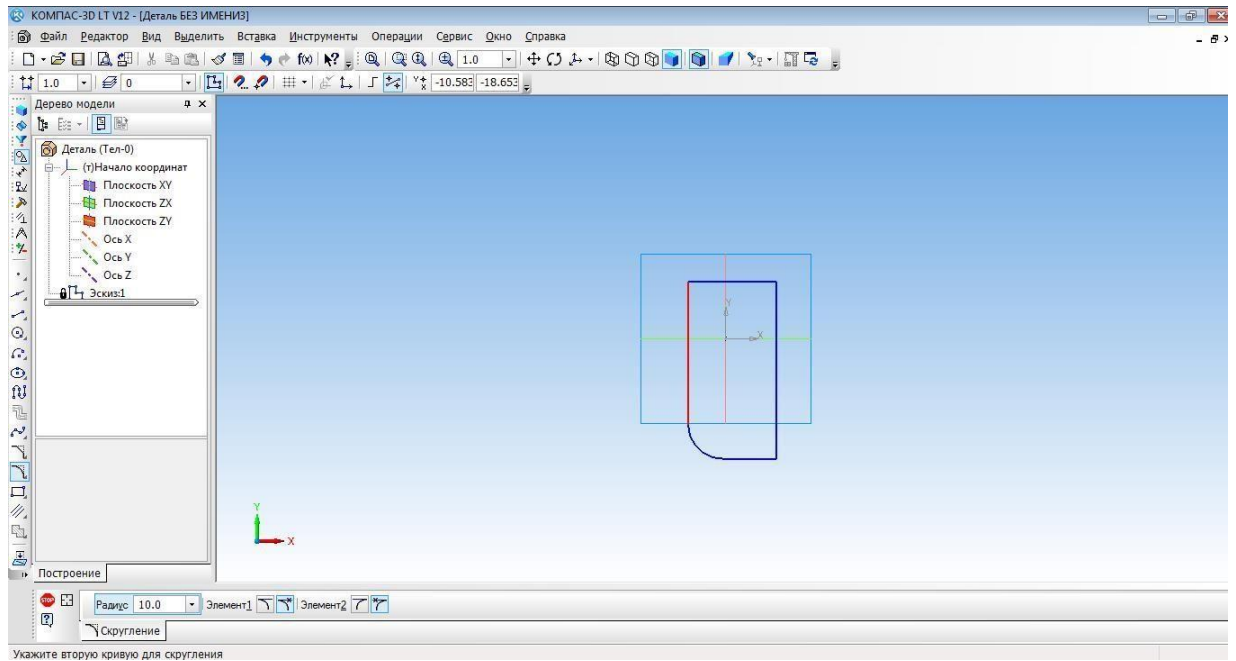 КОМПАС-3D LT V12 - [Деталь БЕЗ ИМЕНИ3]
Файл Редактор Вид Выделить Вставка Инструменты Операции Сервис Окно Справка
1.0
1.0 0 -10.583 -18.653
Дерево модели
Деталь (Тел-0)
(т)Начало координат
Плоскость XY
Плоскость ZX
Плоскость ZY
Ось X
Ось Y
Ось Z
Эскиз:1
Y
X
Y
X
Построение
STOP Радиус 10.0 Элемент1 Элемент2
Скругление
Укажите вторую кривую для скругления